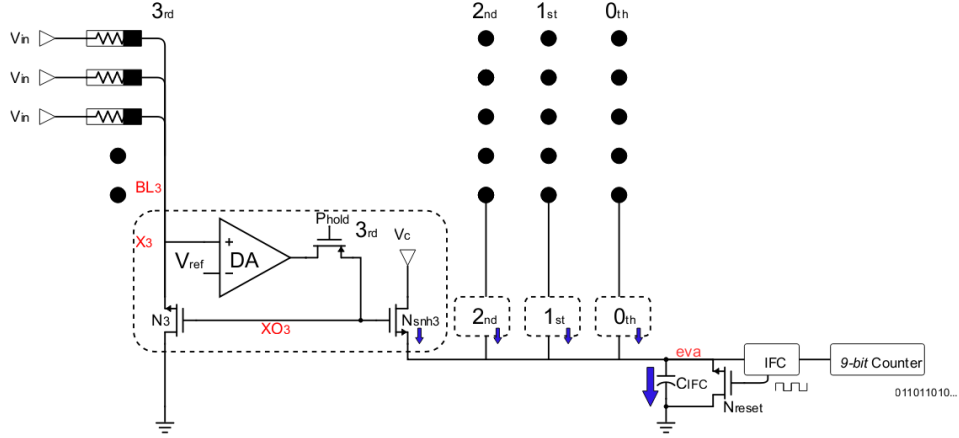 3rd 2nd 1st 0th
Vin
Vin
Vin
BL3
Phold
3rd
X3
Vc
Vref
+
−
DA
N3
XO3
Nsnh3
2nd
1st
0th
eva
IFC
9-bit Counter
CIFC
Nreset
011011010...